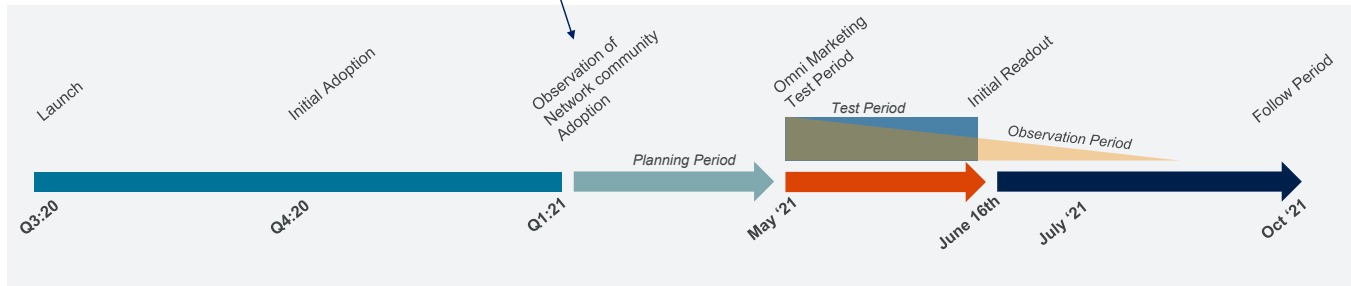 Launch
Initial Adoption
Observation of
Network community
Adoption
Omni Marketing
Test Period
Initial Readout
Follow Period
Test Period
Observation Period
Planning Period
Q3:20
Q4:20
Q1:21
May ‘21
June 16th
July ‘21
Oct ‘21